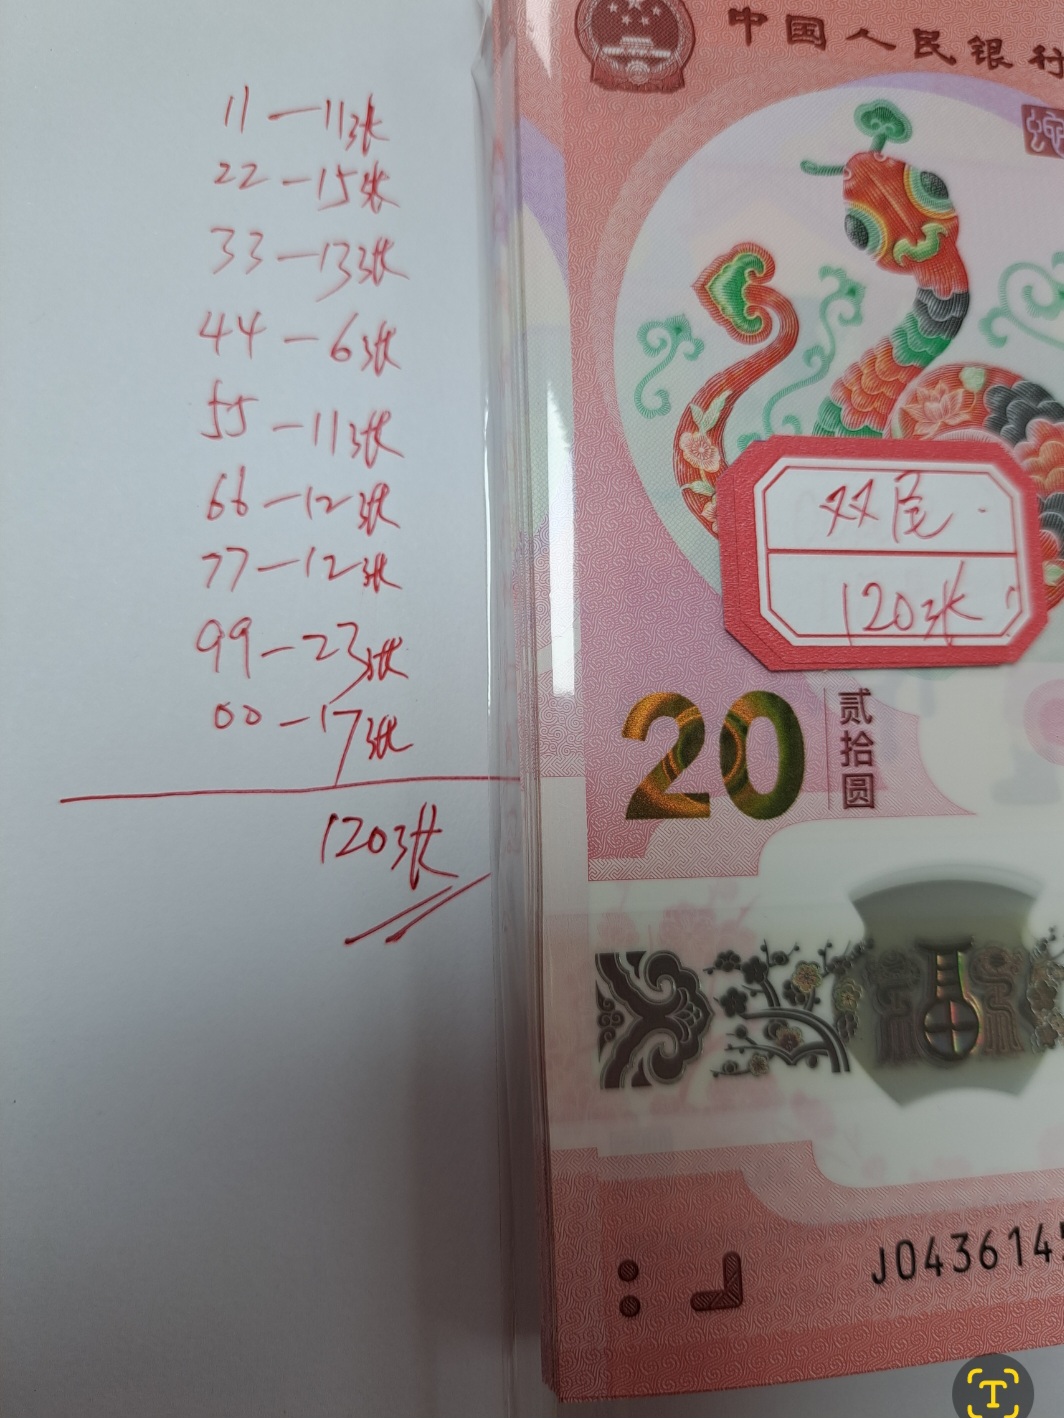 11—11张
22—15张
33—13张
44—6张
55—11张
66—12张
77—12张
99—23张
00—17张
120张
中国人民银行
双尾
120张
20
贰拾圆
J0436145